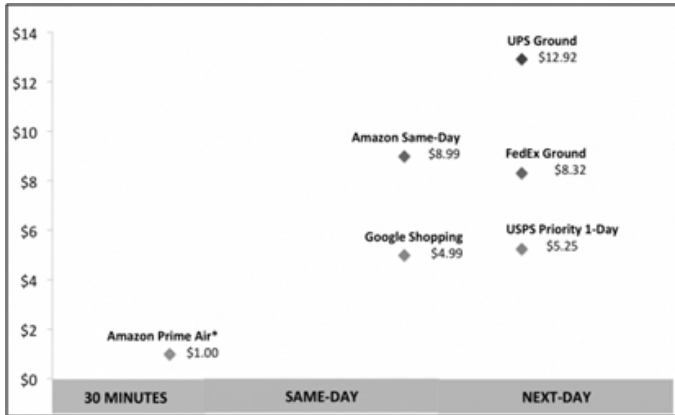 $14
$12
$10
$8
$6
$4
$2
$0
UPS Ground
$12.92
Amazon Same-Day
$8.99
FedEx Ground
$8.32
Google Shopping
$4.99
USPS Priority 1-Day
$5.25
Amazon Prime Air*
$1.00
30 MINUTES SAME-DAY NEXT-DAY